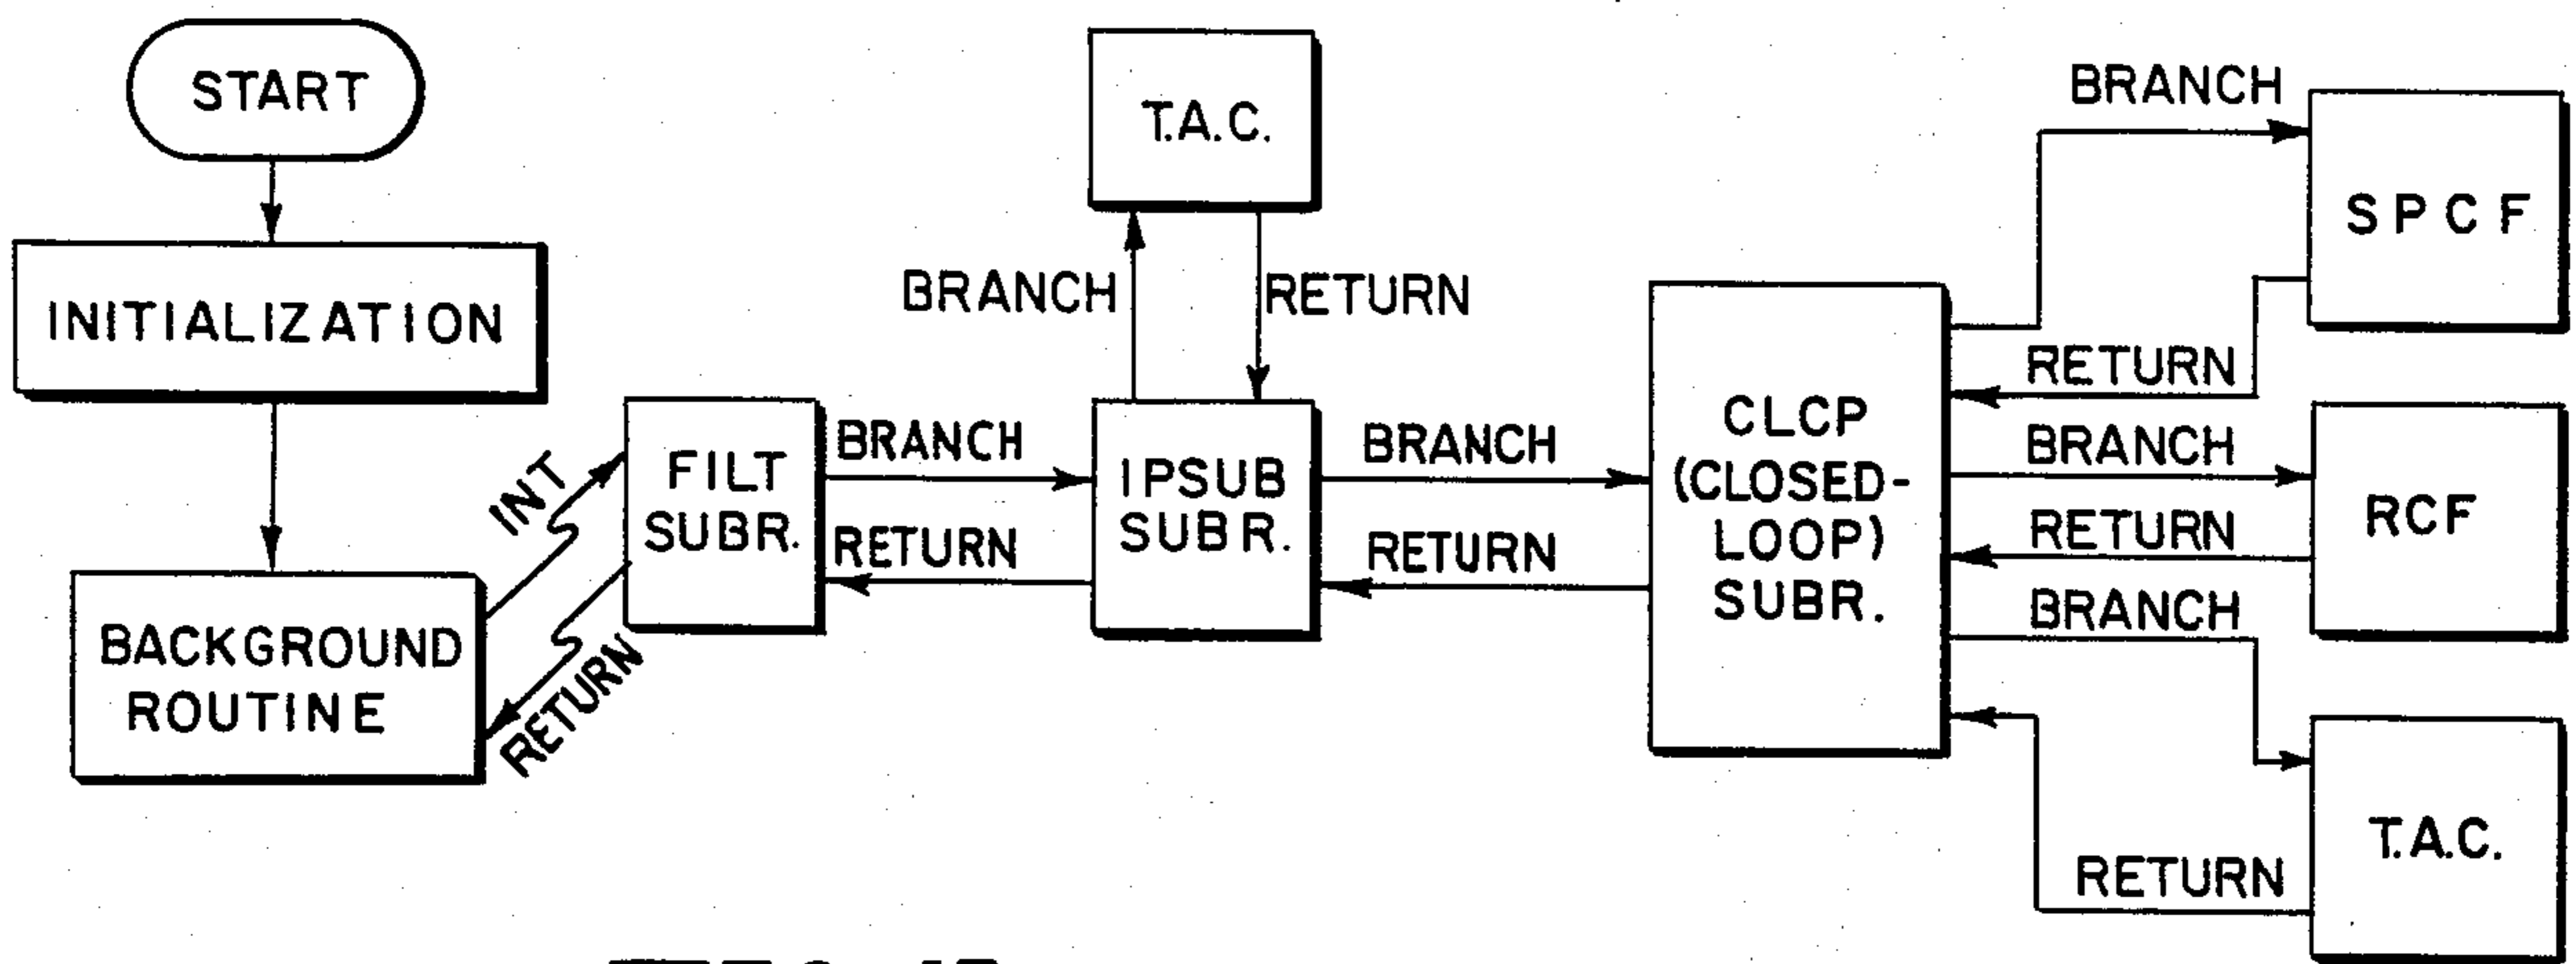 START
INITIALIZATION
BACKGROUND
ROUTINE
INT
RETURN
FILT
SUBR.
BRANCH
RETURN
T.A.C.
BRANCH
RETURN
IPSUB
SUBR.
BRANCH
RETURN
CLCP
(CLOSED-
LOOP)
SUBR.
BRANCH
RETURN
SPCF
BRANCH
RETURN
RCF
BRANCH
RETURN
T.A.C.